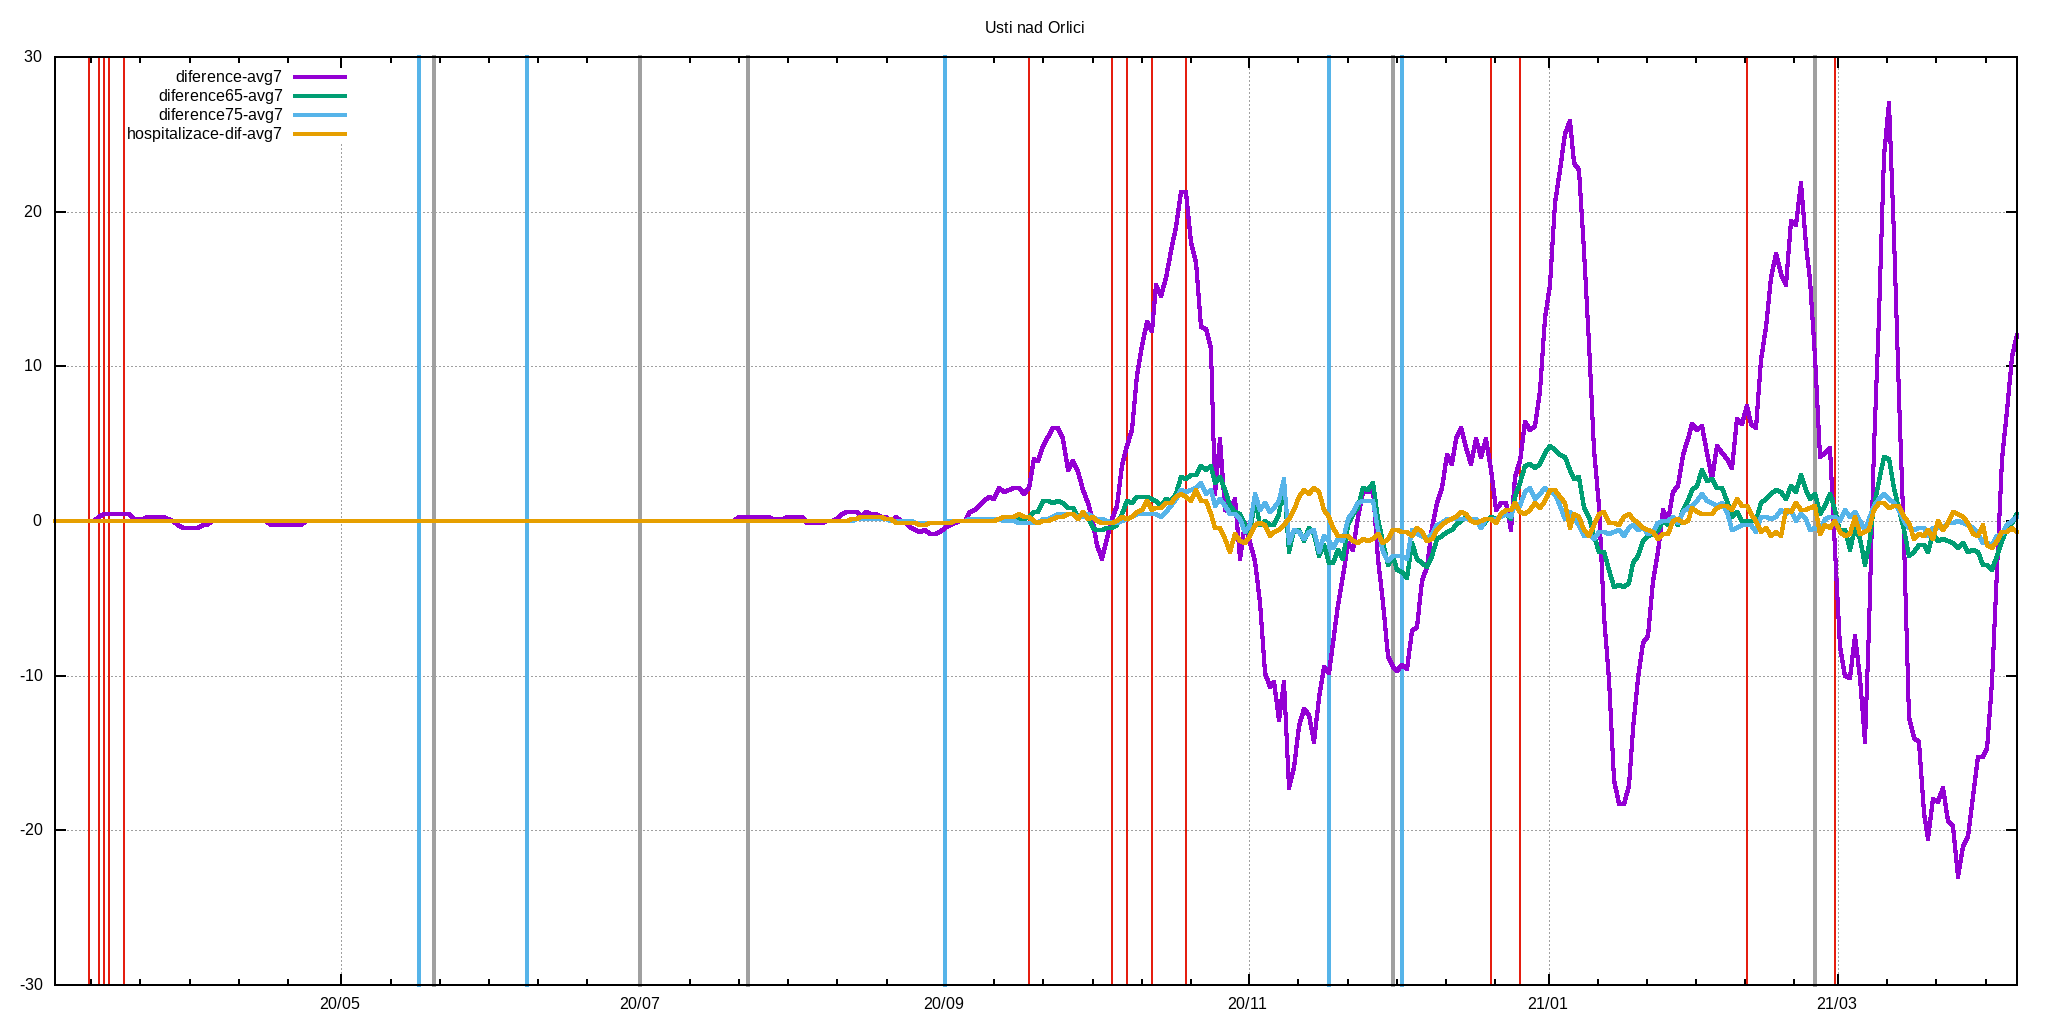 Usti nad Orlici
30
diference-avg7
diference65-avg7
diference75-avg7
hospitalizace-dif-avg7
20
10
0
-10
-20
-30
20/05 20/07 20/09 20/11 21/01 21/03